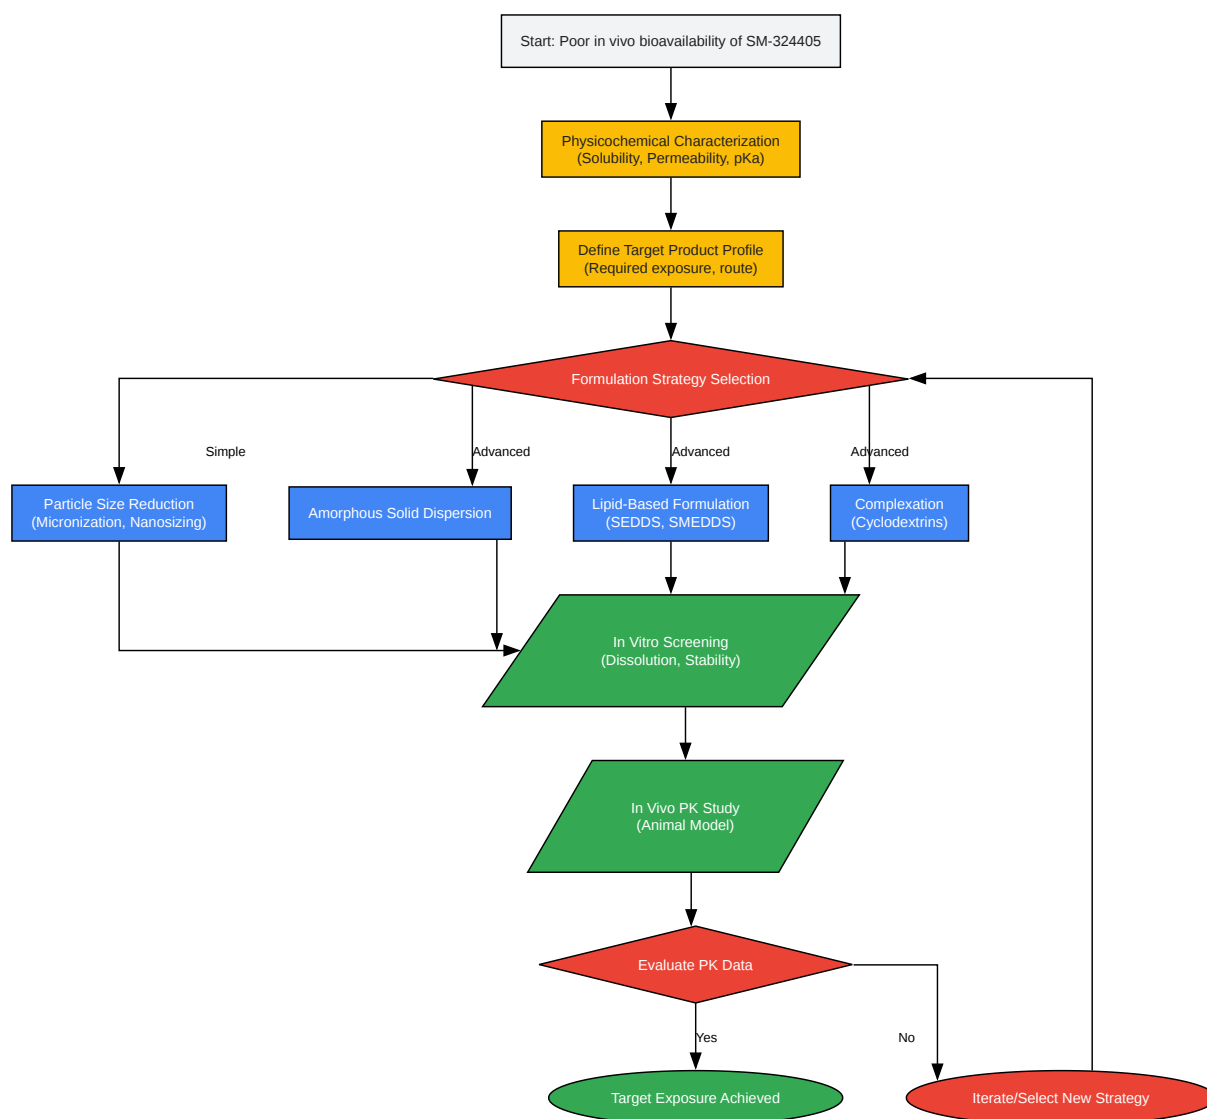 Start: Poor in vivo bioavailability of SM-324405
Physicochemical Characterization
(Solubility, Permeability, pKa)
Define Target Product Profile
(Required exposure, route)
Formulation Strategy Selection
Simple
Advanced
Advanced
Advanced
Particle Size Reduction
(Micronization, Nanosizing)
Amorphous Solid Dispersion
Lipid-Based Formulation
(SEDDS, SMEDDS)
Complexation
(Cyclodextrins)
In Vitro Screening
(Dissolution, Stability)
In Vivo PK Study
(Animal Model)
Evaluate PK Data
Yes
No
Target Exposure Achieved
Iterate/Select New Strategy